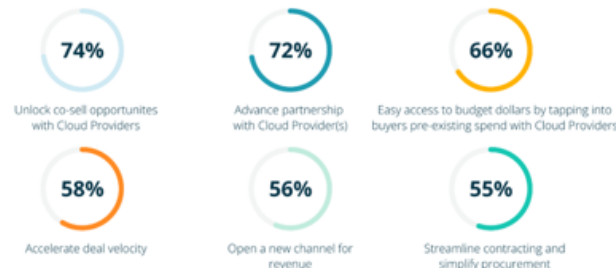 74%
Unlock co-sell opportunites
with Cloud Providers
72%
Advance partnership
with Cloud Provider(s)
66%
Easy access to budget dollars by tapping into
buyers pre-existing spend with Cloud Providers
58%
Accelerate deal velocity
56%
Open a new channel for
revenue
55%
Streamline contracting and
simplify procurement